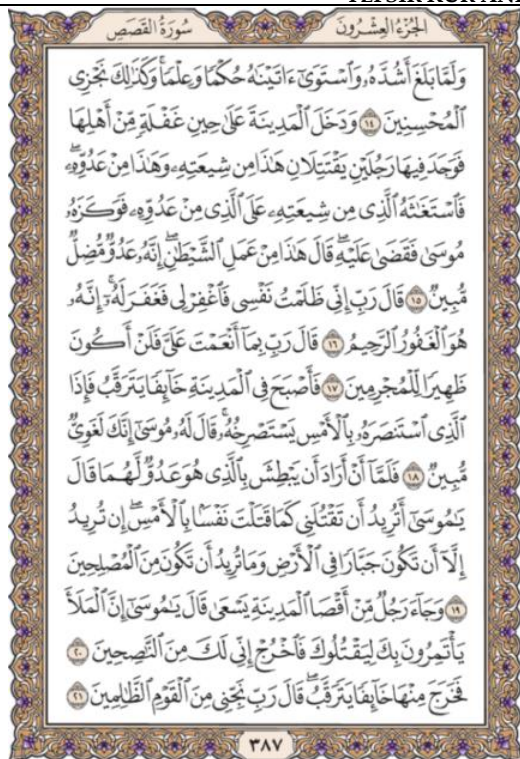 سُورَةُ القَصَصِ
الجُزْءُ العِشْرُونَ
وَلَمَّا بَلَغَ أَشُدَّهُۥ وَٱسْتَوَىٰٓ ءَاتَيْنَٰهُ حُكْمًا وَعِلْمًا ۚ وَكَذَٰلِكَ نَجْزِى
ٱلْمُحْسِنِينَ ١٤ وَدَخَلَ ٱلْمَدِينَةَ عَلَىٰ حِينِ غَفْلَةٍ مِّنْ أَهْلِهَا
فَوَجَدَ فِيهَا رَجُلَيْنِ يَقْتَتِلَانِ هَٰذَا مِن شِيعَتِهِۦ وَهَٰذَا مِنْ عَدُوِّهِۦ ۖ
فَٱسْتَغَٰثَهُ ٱلَّذِى مِن شِيعَتِهِۦ عَلَى ٱلَّذِى مِنْ عَدُوِّهِۦ فَوَكَزَهُۥ
مُوسَىٰ فَقَضَىٰ عَلَيْهِ ۖ قَالَ هَٰذَا مِنْ عَمَلِ ٱلشَّيْطَٰنِ ۖ إِنَّهُۥ عَدُوٌّ مُّضِلٌّ
مُّبِينٌ ١٥ قَالَ رَبِّ إِنِّى ظَلَمْتُ نَفْسِى فَٱغْفِرْ لِى فَغَفَرَ لَهُۥٓ ۚ إِنَّهُۥ
هُوَ ٱلْغَفُورُ ٱلرَّحِيمُ ١٦ قَالَ رَبِّ بِمَآ أَنْعَمْتَ عَلَىَّ فَلَنْ أَكُونَ
ظَهِيرًا لِّلْمُجْرِمِينَ ١٧ فَأَصْبَحَ فِى ٱلْمَدِينَةِ خَآئِفًا يَتَرَقَّبُ فَإِذَا
ٱلَّذِى ٱسْتَنصَرَهُۥ بِٱلْأَمْسِ يَسْتَصْرِخُهُۥ ۚ قَالَ لَهُۥ مُوسَىٰٓ إِنَّكَ لَغَوِىٌّ
مُّبِينٌ ١٨ فَلَمَّآ أَنْ أَرَادَ أَن يَبْطِشَ بِٱلَّذِى هُوَ عَدُوٌّ لَّهُمَا قَالَ
يَٰمُوسَىٰٓ أَتُرِيدُ أَن تَقْتُلَنِى كَمَا قَتَلْتَ نَفْسًۢا بِٱلْأَمْسِ ۖ إِن تُرِيدُ
إِلَّآ أَن تَكُونَ جَبَّارًا فِى ٱلْأَرْضِ وَمَا تُرِيدُ أَن تَكُونَ مِنَ ٱلْمُصْلِحِينَ
١٩ وَجَآءَ رَجُلٌ مِّنْ أَقْصَا ٱلْمَدِينَةِ يَسْعَىٰ قَالَ يَٰمُوسَىٰٓ إِنَّ ٱلْمَلَأَ
يَأْتَمِرُونَ بِكَ لِيَقْتُلُوكَ فَٱخْرُجْ إِنِّى لَكَ مِنَ ٱلنَّٰصِحِينَ ٢٠
فَخَرَجَ مِنْهَا خَآئِفًا يَتَرَقَّبُ ۖ قَالَ رَبِّ نَجِّنِى مِنَ ٱلْقَوْمِ ٱلظَّٰلِمِينَ ٢١
٣٨٧